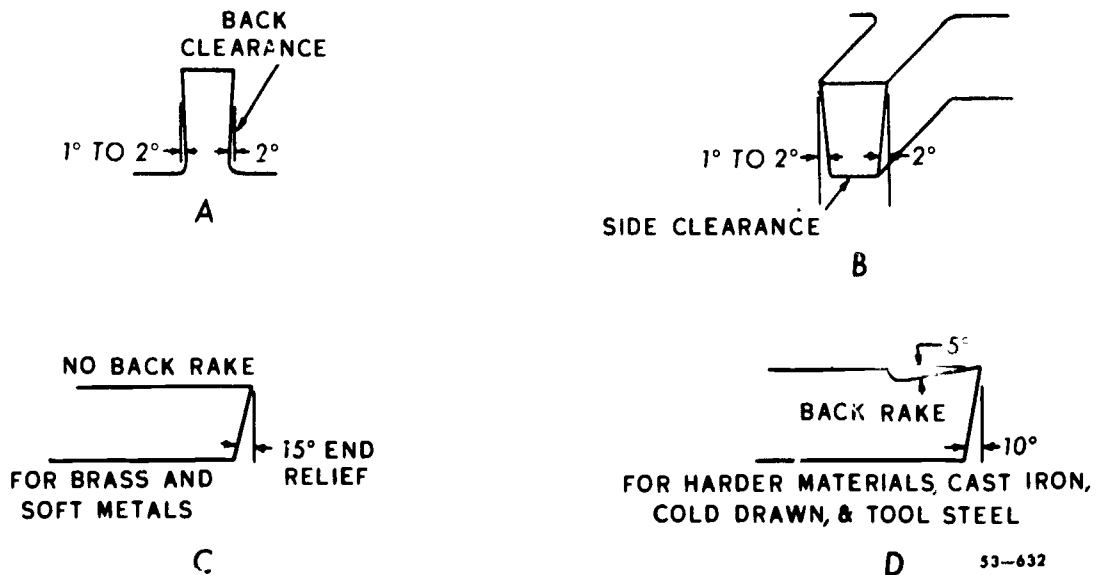 BACK
CLEARANCE
1° TO 2°
2°
A
1° TO 2°
2°
SIDE CLEARANCE
B
NO BACK RAKE
15° END
RELIEF
FOR BRASS AND
SOFT METALS
C
5°
BACK RAKE
10°
FOR HARDER MATERIALS, CAST IRON,
COLD DRAWN, & TOOL STEEL
D
53-632